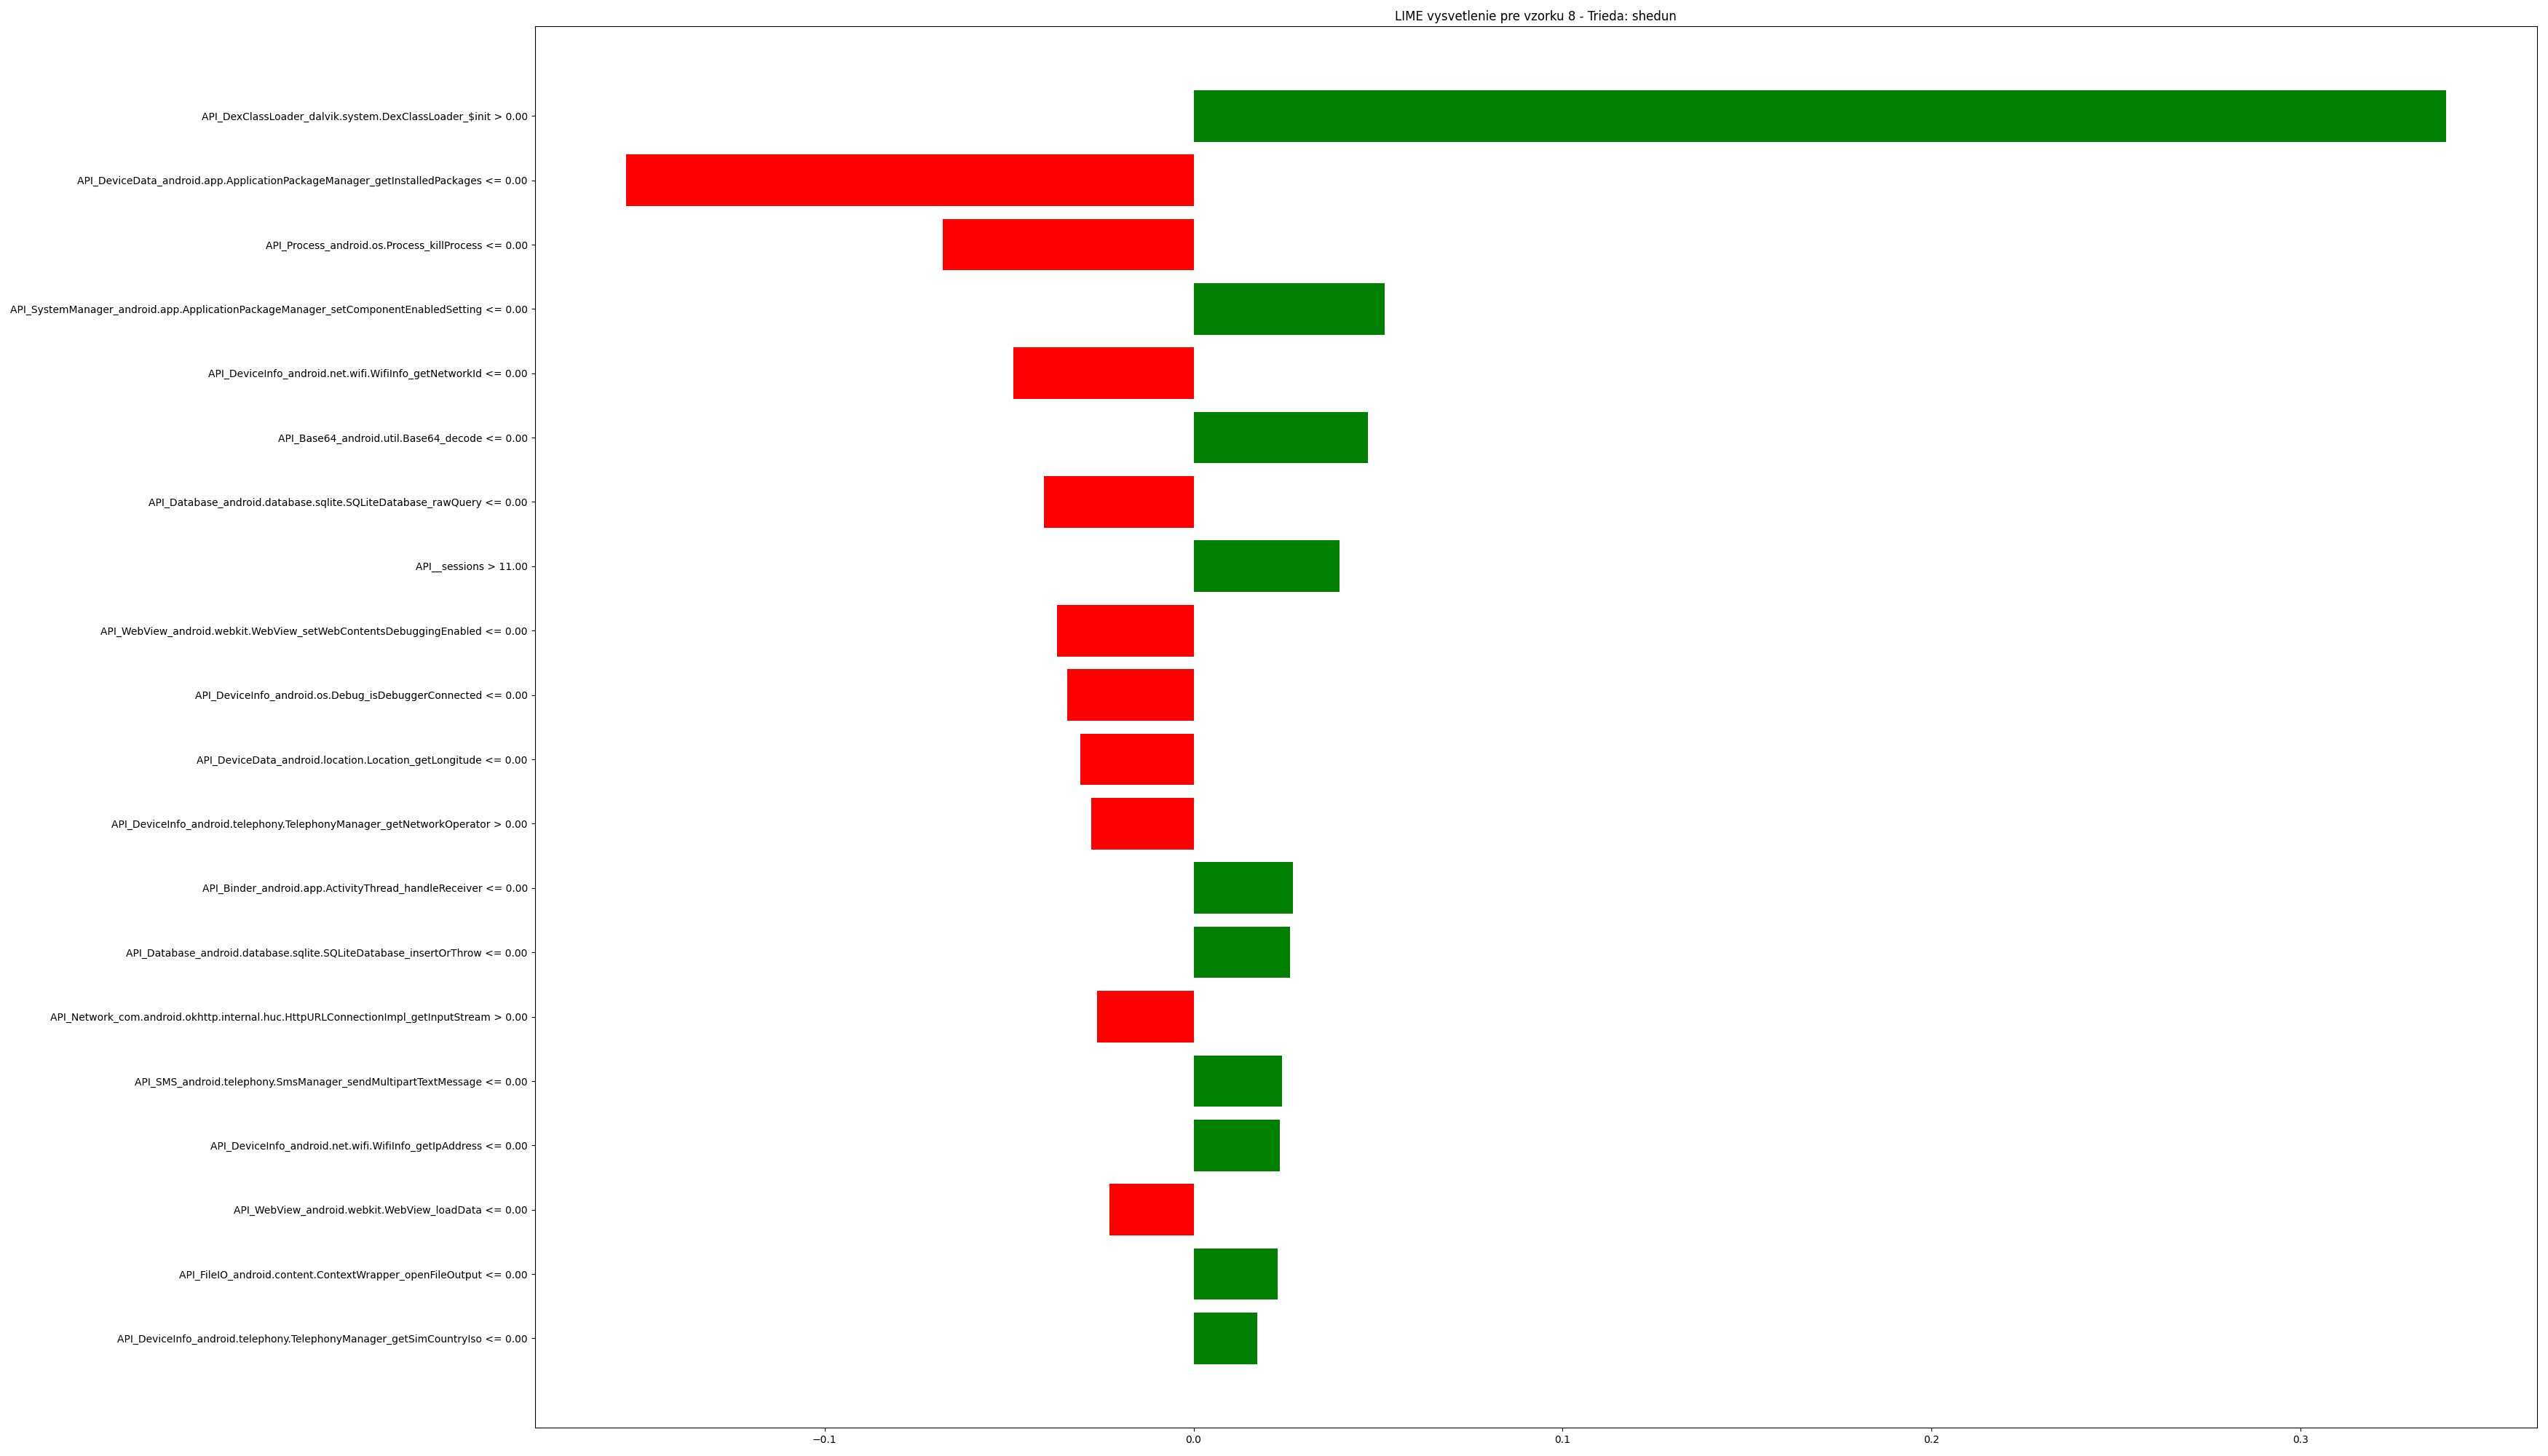 LIME vysvetlenie pre vzorku 8 - Trieda: shedun
API_DexClassLoader_dalvik.system.DexClassLoader_$init > 0.00
API_DeviceData_android.app.ApplicationPackageManager_getInstalledPackages <= 0.00
API_Process_android.os.Process_killProcess <= 0.00
API_SystemManager_android.app.ApplicationPackageManager_setComponentEnabledSetting <= 0.00
API_DeviceInfo_android.net.wifi.WifiInfo_getNetworkId <= 0.00
API_Base64_android.util.Base64_decode <= 0.00
API_Database_android.database.sqlite.SQLiteDatabase_rawQuery <= 0.00
API__sessions > 11.00
API_WebView_android.webkit.WebView_setWebContentsDebuggingEnabled <= 0.00
API_DeviceInfo_android.os.Debug_isDebuggerConnected <= 0.00
API_DeviceData_android.location.Location_getLongitude <= 0.00
API_DeviceInfo_android.telephony.TelephonyManager_getNetworkOperator > 0.00
API_Binder_android.app.ActivityThread_handleReceiver <= 0.00
API_Database_android.database.sqlite.SQLiteDatabase_insertOrThrow <= 0.00
API_Network_com.android.okhttp.internal.huc.HttpURLConnectionImpl_getInputStream > 0.00
API_SMS_android.telephony.SmsManager_sendMultipartTextMessage <= 0.00
API_DeviceInfo_android.net.wifi.WifiInfo_getIpAddress <= 0.00
API_WebView_android.webkit.WebView_loadData <= 0.00
API_FileIO_android.content.ContextWrapper_openFileOutput <= 0.00
API_DeviceInfo_android.telephony.TelephonyManager_getSimCountryIso <= 0.00
−0.1 0.0 0.1 0.2 0.3